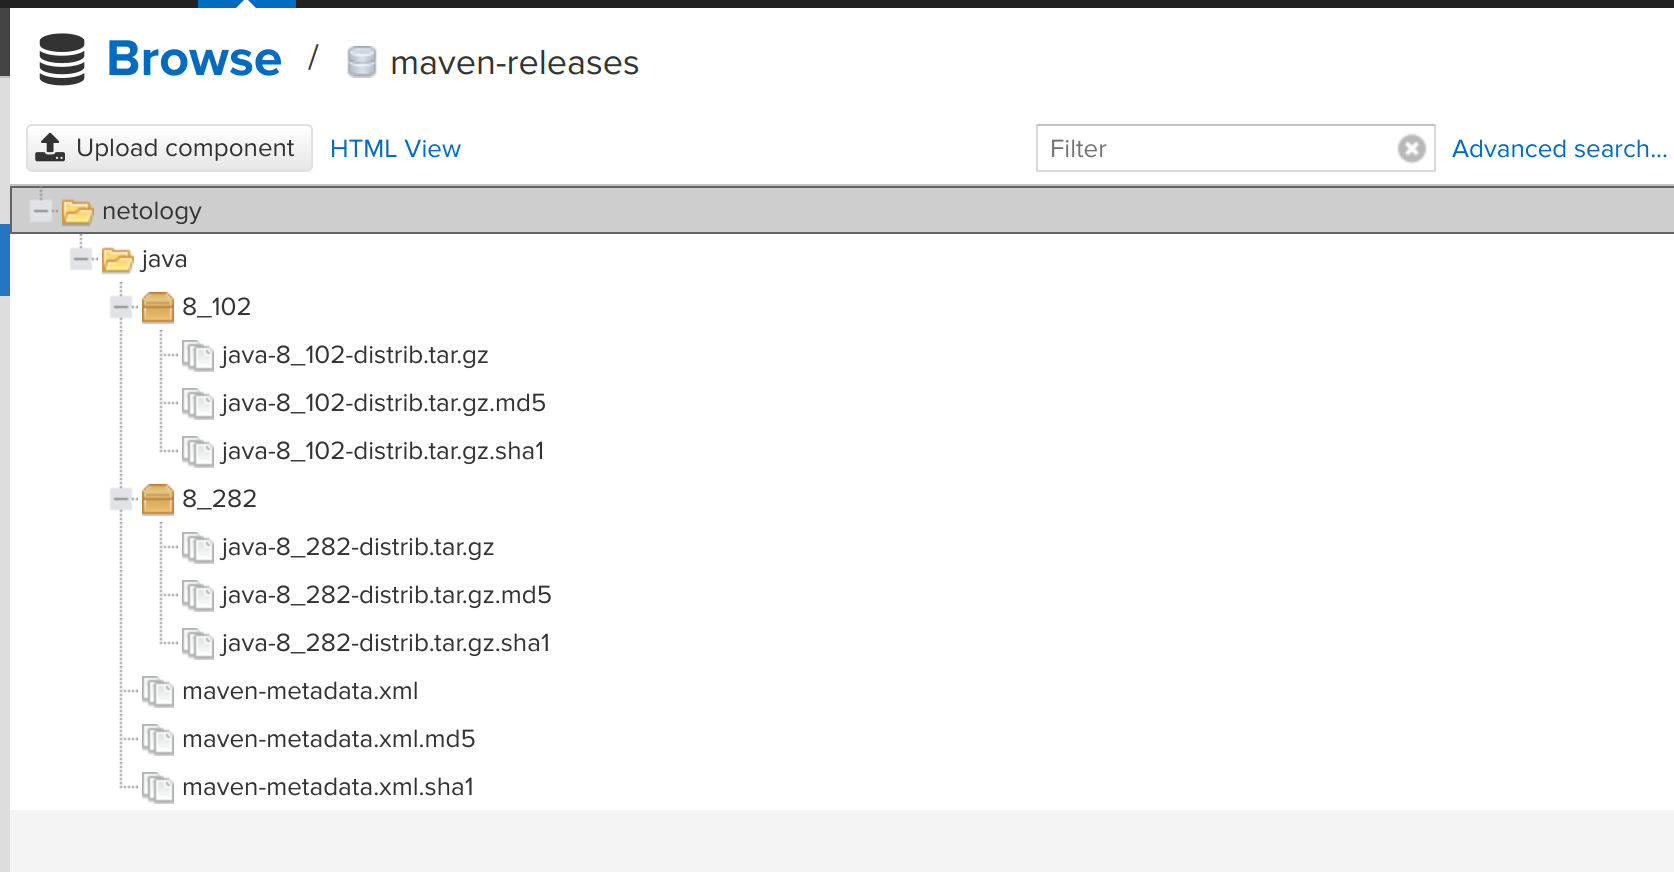 Browse / maven-releases
Upload component HTML View Filter Advanced search...
netology
java
8_102
java-8_102-distrib.tar.gz
java-8_102-distrib.tar.gz.md5
java-8_102-distrib.tar.gz.sha1
8_282
java-8_282-distrib.tar.gz
java-8_282-distrib.tar.gz.md5
java-8_282-distrib.tar.gz.sha1
maven-metadata.xml
maven-metadata.xml.md5
maven-metadata.xml.sha1